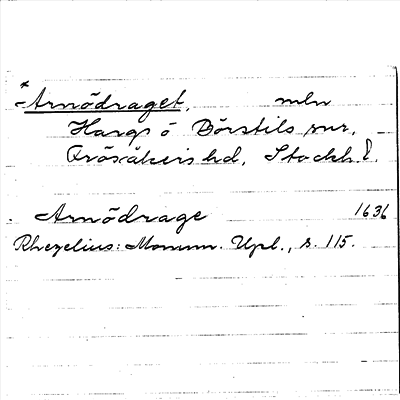 *Arnödraget, mln
Hargs o Börstils snr,
Frösåkers hd, Stockh. l.
Arnödrage 1636
Rhezelius: Monum. Upl., s. 115.